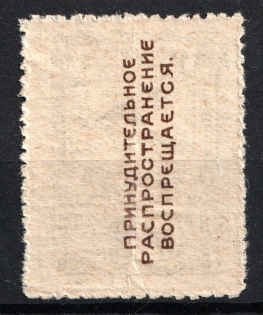 ПРИНУДИТЕЛЬНОЕ
РАСПРОСТРАНЕНИЕ
ВОСПРЕЩАЕТСЯ.